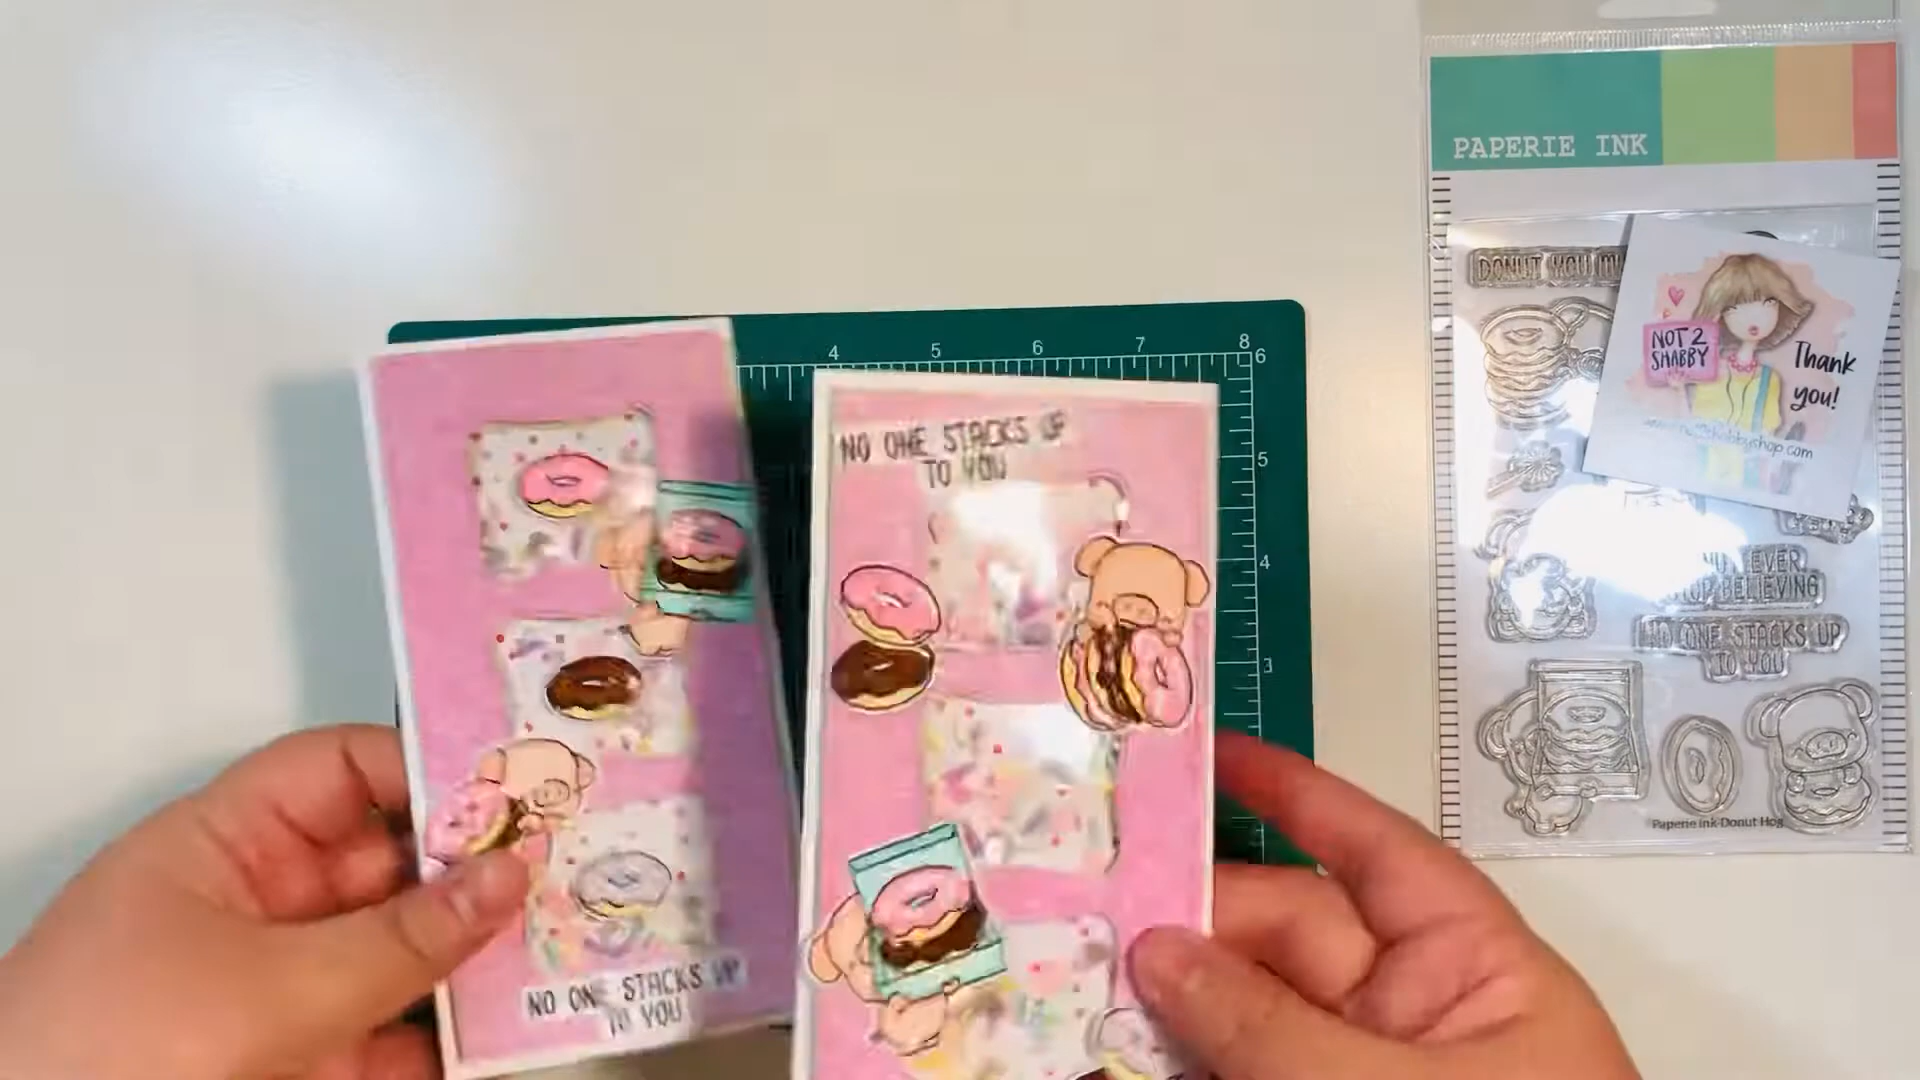 PAPERIE INK
DONUT YOU
NOT 2
SHABBY
Thank
you!
EVER
BELIEVING
NO ONE STACKS UP
TO YOU
Paperie Ink-Donut Hog
4 5 6 7 8
6
5
4
3
NO ONE STACKS UP
TO YOU
NO ONE STACKS UP
TO YOU